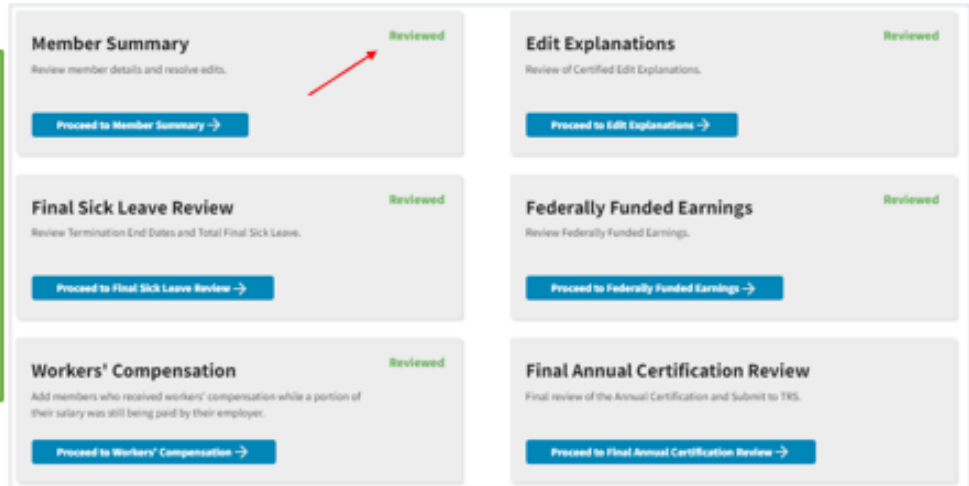 Member Summary
Reviewed
Review member details and resolve edits.
Proceed to Member Summary →
Edit Explanations
Reviewed
Review of Certified Edit Explanations.
Proceed to Edit Explanations →
Final Sick Leave Review
Reviewed
Review Termination End Dates and Total Final Sick Leave.
Proceed to Final Sick Leave Review →
Federally Funded Earnings
Reviewed
Review Federally Funded Earnings.
Proceed to Federally Funded Earnings →
Workers' Compensation
Reviewed
Add members who received workers' compensation while a portion of
their salary was still being paid by their employer.
Proceed to Workers' Compensation →
Final Annual Certification Review
Final review of the Annual Certification and Submit to TRS.
Proceed to Final Annual Certification Review →